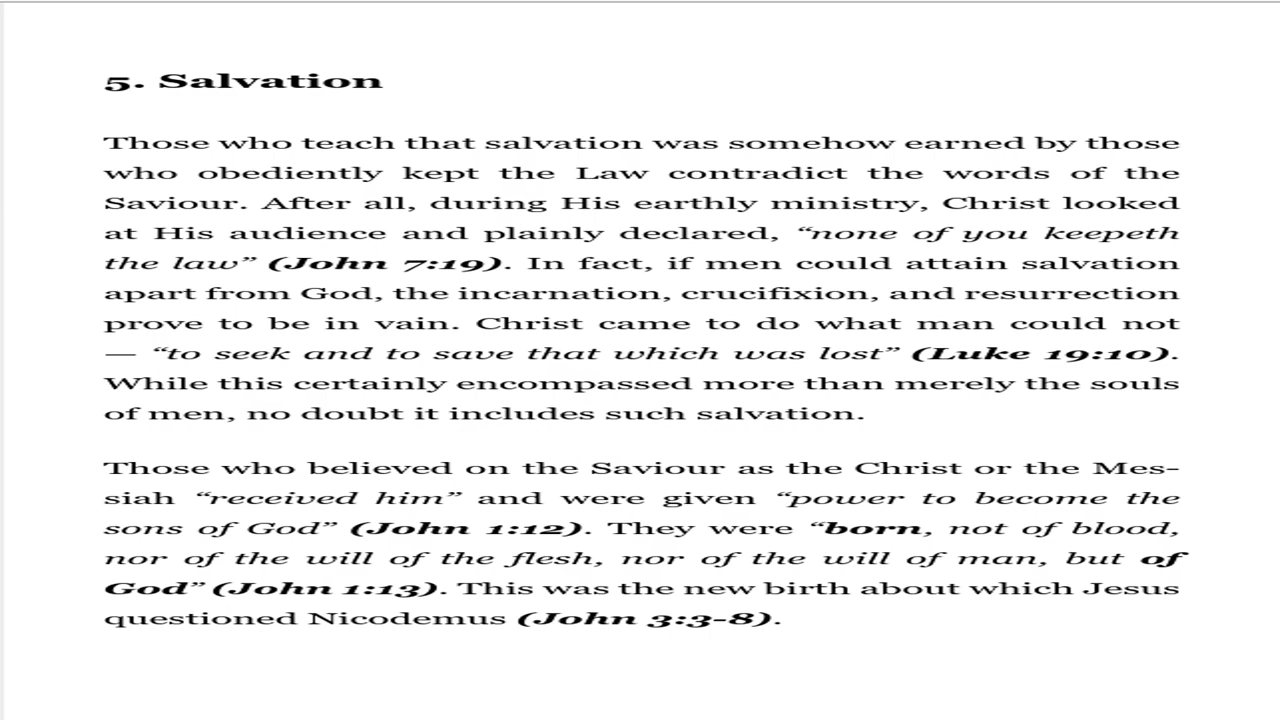 5. Salvation
Those who teach that salvation was somehow earned by those
who obediently kept the Law contradict the words of the
Saviour. After all, during His earthly ministry, Christ looked
at His audience and plainly declared, “none of you keepeth
the law” (John 7:19). In fact, if men could attain salvation
apart from God, the incarnation, crucifixion, and resurrection
prove to be in vain. Christ came to do what man could not
— “to seek and to save that which was lost” (Luke 19:10).
While this certainly encompassed more than merely the souls
of men, no doubt it includes such salvation.
Those who believed on the Saviour as the Christ or the Mes-
siah “received him” and were given “power to become the
sons of God” (John 1:12). They were “born, not of blood,
nor of the will of the flesh, nor of the will of man, but of
God” (John 1:13). This was the new birth about which Jesus
questioned Nicodemus (John 3:3-8).